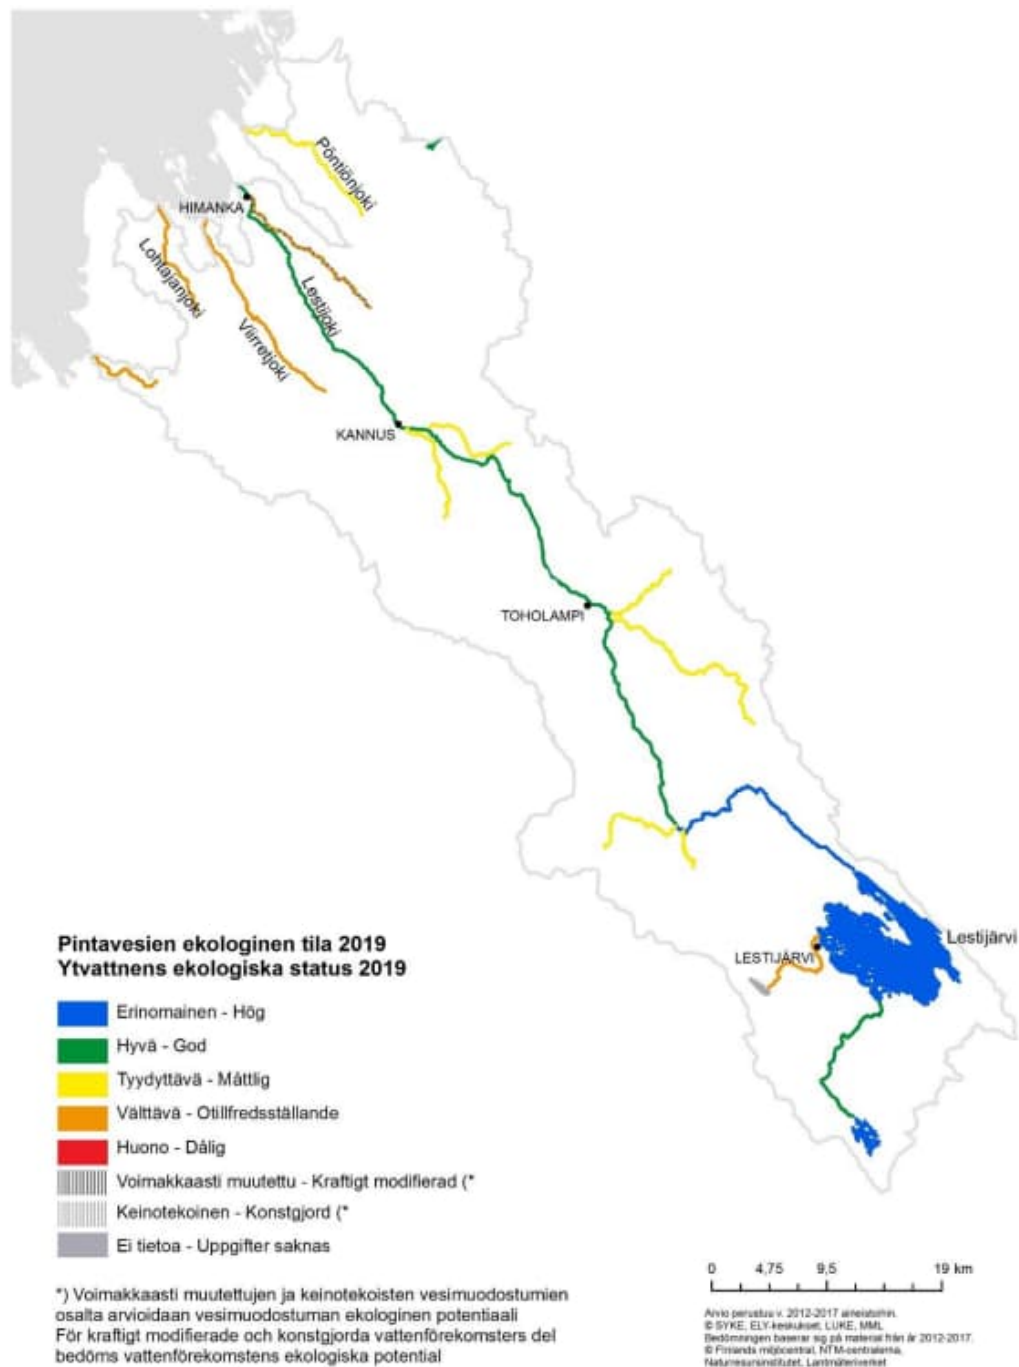 Pöntiönjoki
HIMANKA
Lohtajanjoki
Lestijoki
Viirretjoki
KANNUS
TOHOLAMPI
Lestijärvi
LESTIJÄRVI
Pintavesien ekologinen tila 2019
Ytvattnens ekologiska status 2019
Erinomainen - Hög
Hyvä - God
Tyydyttävä - Måttlig
Välttävä - Otillfredsställande
Huono - Dålig
Voimakkaasti muutettu - Kraftigt modifierad (*
Keinotekoinen - Konstgjord (*
Ei tietoa - Uppgifter saknas
*) Voimakkaasti muutettujen ja keinotekoisten vesimuodostumien
osalta arvioidaan vesimuodostuman ekologinen potentiaali
För kraftigt modifierade och konstgjorda vattenförekomsters del
bedöms vattenförekomstens ekologiska potential
0 4,75 9,5 19 km
Arvio perustuu v. 2012-2017 aineistoihin.
© SYKE, ELY-keskukset, LUKE, MML
Bedömningen baserar sig på material från år 2012-2017.
© Finlands miljöcentral, NTM-centralerna,
Naturresursinstitutet, Lantmäteriverket